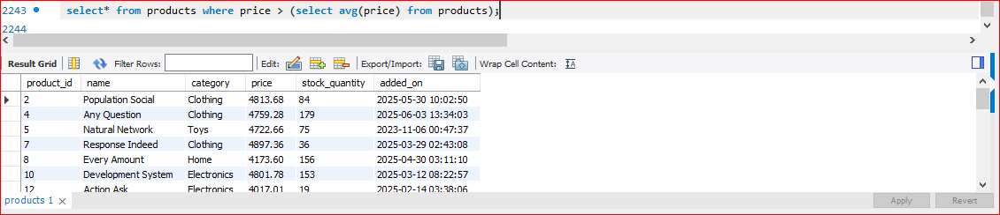 2243 select* from products where price > (select avg(price) from products);
2244
Result Grid Filter Rows: Edit: Export/Import: Wrap Cell Content:
product_id name category price stock_quantity added_on
2 Population Social Clothing 4813.68 84 2025-05-30 10:02:50
4 Any Question Clothing 4759.28 179 2025-06-03 13:34:03
5 Natural Network Toys 4722.66 75 2023-11-06 00:47:37
7 Response Indeed Clothing 4897.36 36 2025-03-29 02:43:08
8 Every Amount Home 4173.60 156 2025-04-30 03:11:10
10 Development System Electronics 4801.78 153 2025-03-12 08:22:57
12 Action Ask Electronics 4017.01 19 2025-02-14 03:38:06
products 1 Apply Revert